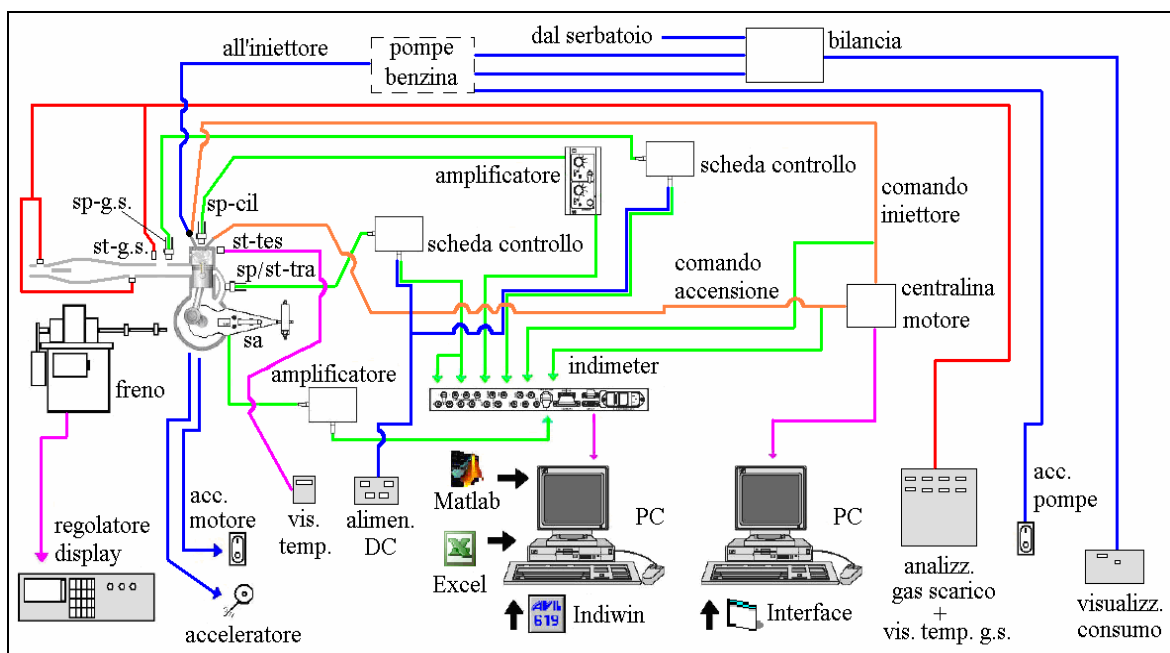 dal serbatoio
all'iniettore
pompe
benzina
bilancia
sp-g.s.
sp-cil
amplificatore
scheda controllo
comando
iniettore
st-g.s.
st-tes
scheda controllo
sp/st-tra
comando
accensione
centralina
motore
sa
indimeter
freno
amplificatore
Matlab
acc.
motore
vis.
temp.
alimen.
DC
PC
PC
acc.
pompe
regolatore
display
Excel
analizz.
gas scarico
+
vis. temp. g.s.
visualizz.
consumo
acceleratore
AVL
619
Indiwin
Interface